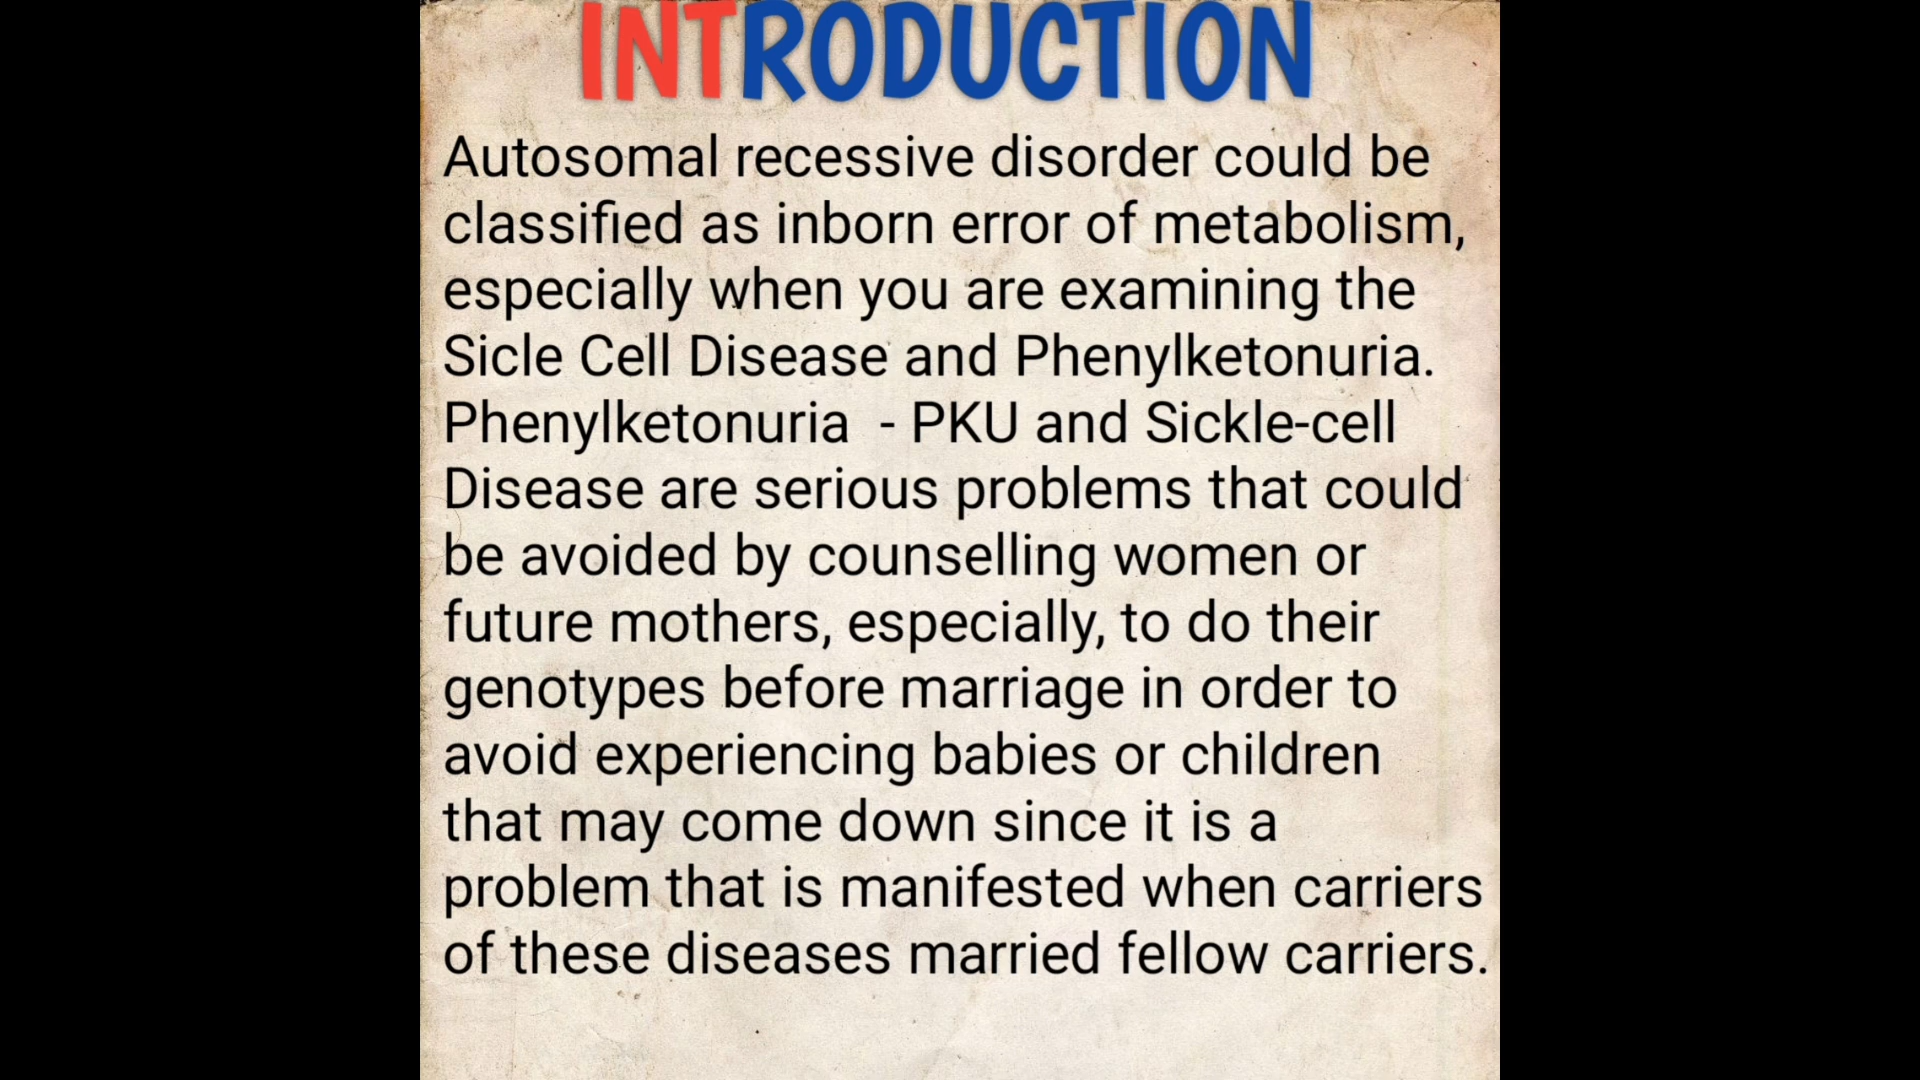 INTRODUCTION
Autosomal recessive disorder could be
classified as inborn error of metabolism,
especially when you are examining the
Sicle Cell Disease and Phenylketonuria.
Phenylketonuria  - PKU and Sickle-cell
Disease are serious problems that could
be avoided by counselling women or
future mothers, especially, to do their
genotypes before marriage in order to
avoid experiencing babies or children
that may come down since it is a
problem that is manifested when carriers
of these diseases married fellow carriers.